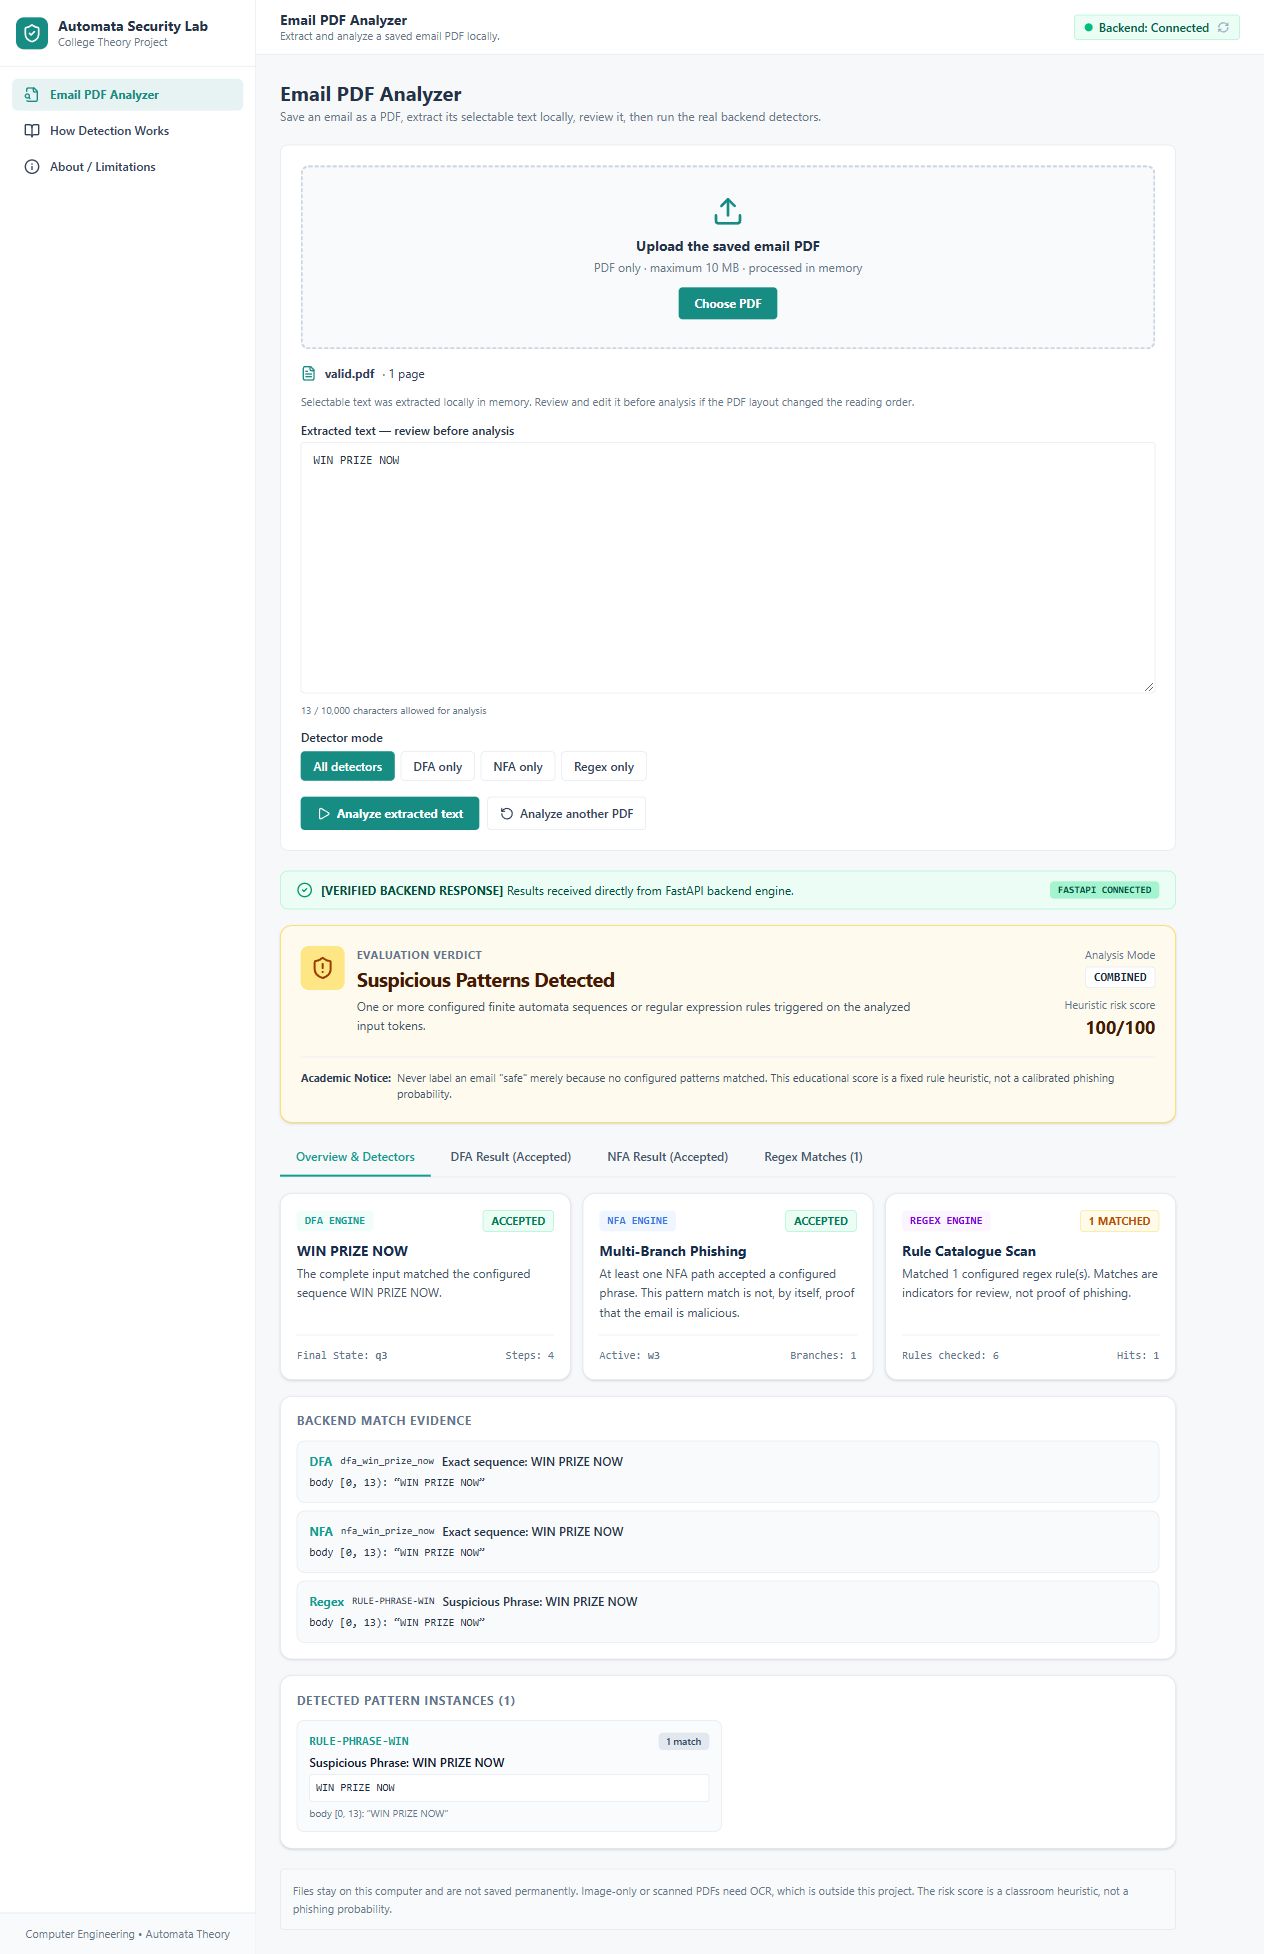 Automata Security Lab
College Theory Project
Email PDF Analyzer
How Detection Works
About / Limitations
Computer Engineering • Automata Theory
Email PDF Analyzer
Extract and analyze a saved email PDF locally.
Backend: Connected
Email PDF Analyzer
Save an email as a PDF, extract its selectable text locally, review it, then run the real backend detectors.
Upload the saved email PDF
PDF only · maximum 10 MB · processed in memory
Choose PDF
valid.pdf · 1 page
Selectable text was extracted locally in memory. Review and edit it before analysis if the PDF layout changed the reading order.
Extracted text — review before analysis
WIN PRIZE NOW
13 / 10,000 characters allowed for analysis
Detector mode
All detectors DFA only NFA only Regex only
Analyze extracted text Analyze another PDF
[VERIFIED BACKEND RESPONSE] Results received directly from FastAPI backend engine.
FASTAPI CONNECTED
EVALUATION VERDICT
Suspicious Patterns Detected
One or more configured finite automata sequences or regular expression rules triggered on the analyzed
input tokens.
Analysis Mode
COMBINED
Heuristic risk score
100/100
Academic Notice: Never label an email "safe" merely because no configured patterns matched. This educational score is a fixed rule heuristic, not a calibrated phishing
probability.
Overview & Detectors DFA Result (Accepted) NFA Result (Accepted) Regex Matches (1)
DFA ENGINE ACCEPTED
WIN PRIZE NOW
The complete input matched the configured
sequence WIN PRIZE NOW.
Final State: q3 Steps: 4
NFA ENGINE ACCEPTED
Multi-Branch Phishing
At least one NFA path accepted a configured
phrase. This pattern match is not, by itself, proof
that the email is malicious.
Active: w3 Branches: 1
REGEX ENGINE 1 MATCHED
Rule Catalogue Scan
Matched 1 configured regex rule(s). Matches are
indicators for review, not proof of phishing.
Rules checked: 6 Hits: 1
BACKEND MATCH EVIDENCE
DFA dfa_win_prize_now Exact sequence: WIN PRIZE NOW
body [0, 13): “WIN PRIZE NOW”
NFA nfa_win_prize_now Exact sequence: WIN PRIZE NOW
body [0, 13): “WIN PRIZE NOW”
Regex RULE-PHRASE-WIN Suspicious Phrase: WIN PRIZE NOW
body [0, 13): “WIN PRIZE NOW”
DETECTED PATTERN INSTANCES (1)
RULE-PHRASE-WIN 1 match
Suspicious Phrase: WIN PRIZE NOW
WIN PRIZE NOW
body [0, 13): “WIN PRIZE NOW”
Files stay on this computer and are not saved permanently. Image-only or scanned PDFs need OCR, which is outside this project. The risk score is a classroom heuristic, not a
phishing probability.